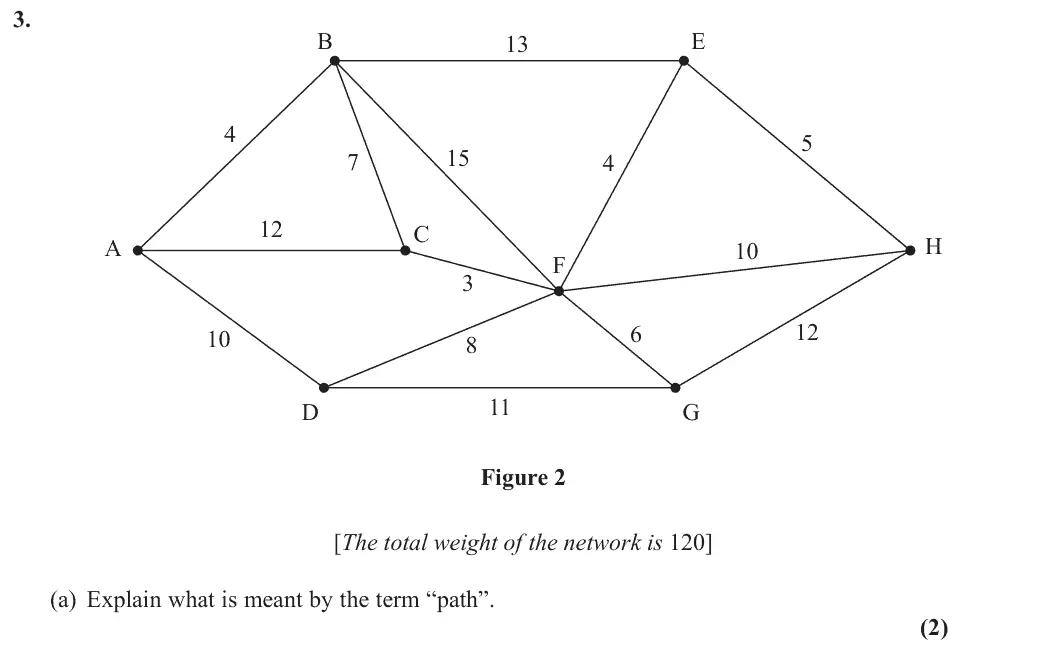 3.
B
13
E
4
7
15
4
5
12
A
C
F
10
H
3
10
8
6
12
D
11
G
Figure 2
[The total weight of the network is 120]
(a) Explain what is meant by the term “path”.
(2)